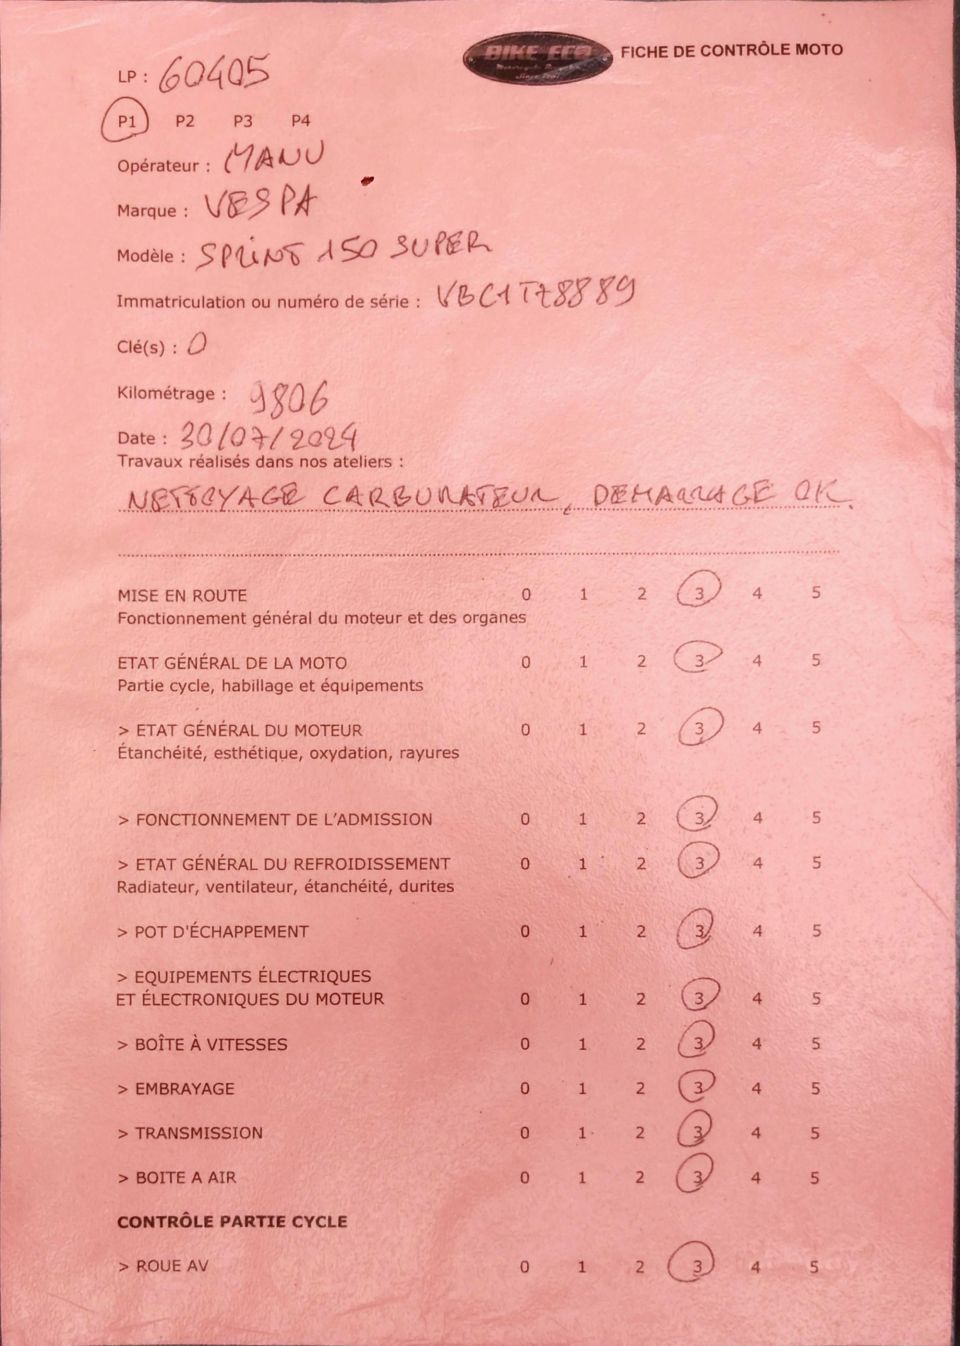 BIKE ECO
FICHE DE CONTRÔLE MOTO
LP : 60405
P1 P2 P3 P4
Opérateur : MANU
Marque : VESPA
Modèle : SPRINT 150 SUPER
Immatriculation ou numéro de série : VBC1T78889
Clé(s) : 0
Kilométrage : 9806
Date : 30/07/2024
Travaux réalisés dans nos ateliers :
NETTOYAGE CARBURATEUR, DEMARRAGE OK.
MISE EN ROUTE 0 1 2 3 4 5
Fonctionnement général du moteur et des organes
ETAT GÉNÉRAL DE LA MOTO 0 1 2 3 4 5
Partie cycle, habillage et équipements
> ETAT GÉNÉRAL DU MOTEUR 0 1 2 3 4 5
Étanchéité, esthétique, oxydation, rayures
> FONCTIONNEMENT DE L'ADMISSION 0 1 2 3 4 5
> ETAT GÉNÉRAL DU REFROIDISSEMENT 0 1 2 3 4 5
Radiateur, ventilateur, étanchéité, durites
> POT D'ÉCHAPPEMENT 0 1 2 3 4 5
> EQUIPEMENTS ÉLECTRIQUES
ET ÉLECTRONIQUES DU MOTEUR 0 1 2 3 4 5
> BOÎTE À VITESSES 0 1 2 3 4 5
> EMBRAYAGE 0 1 2 3 4 5
> TRANSMISSION 0 1 2 3 4 5
> BOITE A AIR 0 1 2 3 4 5
CONTRÔLE PARTIE CYCLE
> ROUE AV 0 1 2 3 4 5